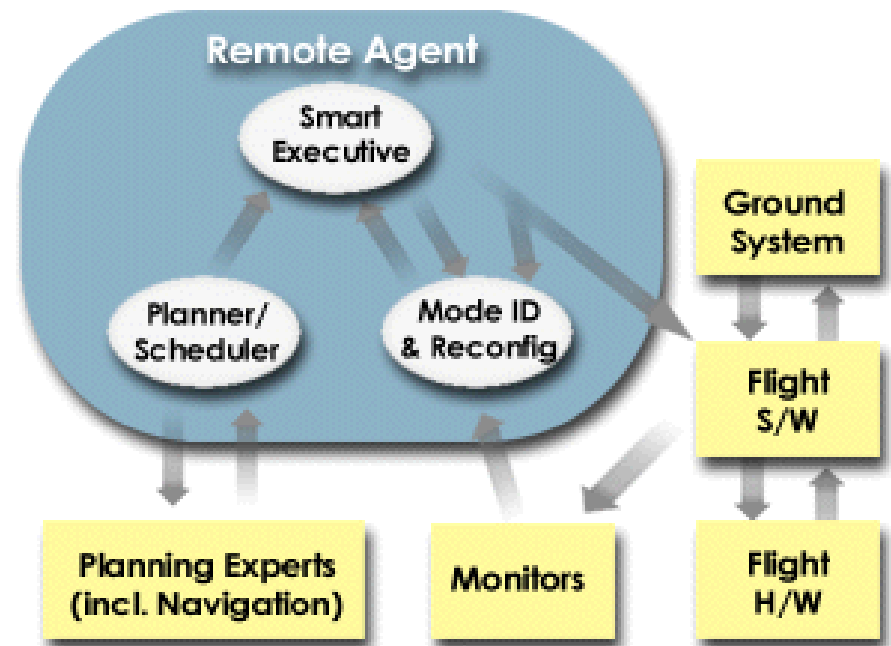 Remote Agent
Smart
Executive
Planner/
Scheduler
Mode ID
& Reconfig
Ground
System
Flight
S/W
Planning Experts
(incl. Navigation)
Monitors
Flight
H/W